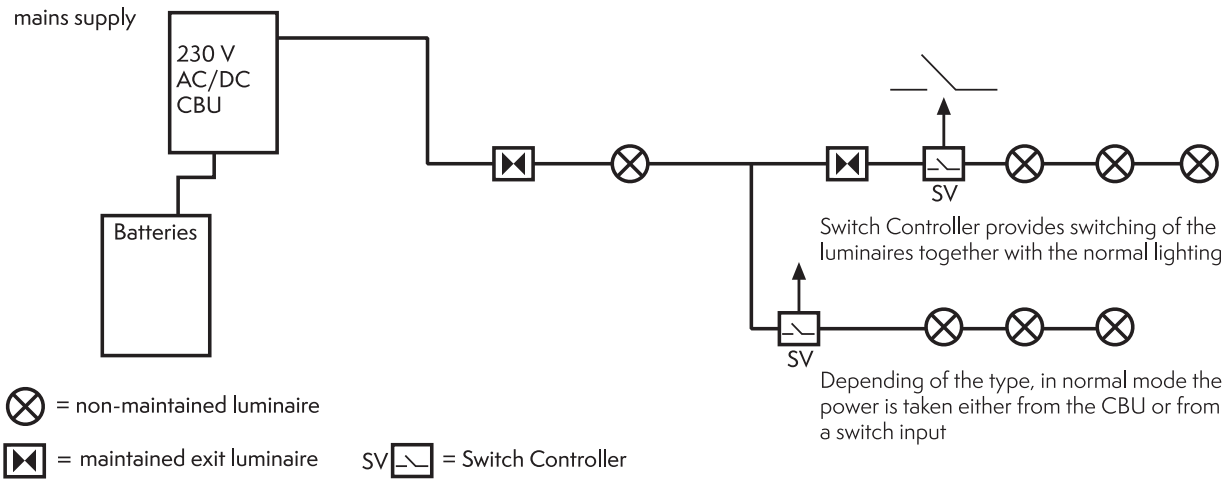 mains supply
230 V
AC/DC
CBU
Batteries
SV
Switch Controller provides switching of the
luminaires together with the normal lighting
SV
Depending of the type, in normal mode the
power is taken either from the CBU or from
a switch input
= non-maintained luminaire
= maintained exit luminaire
SV = Switch Controller